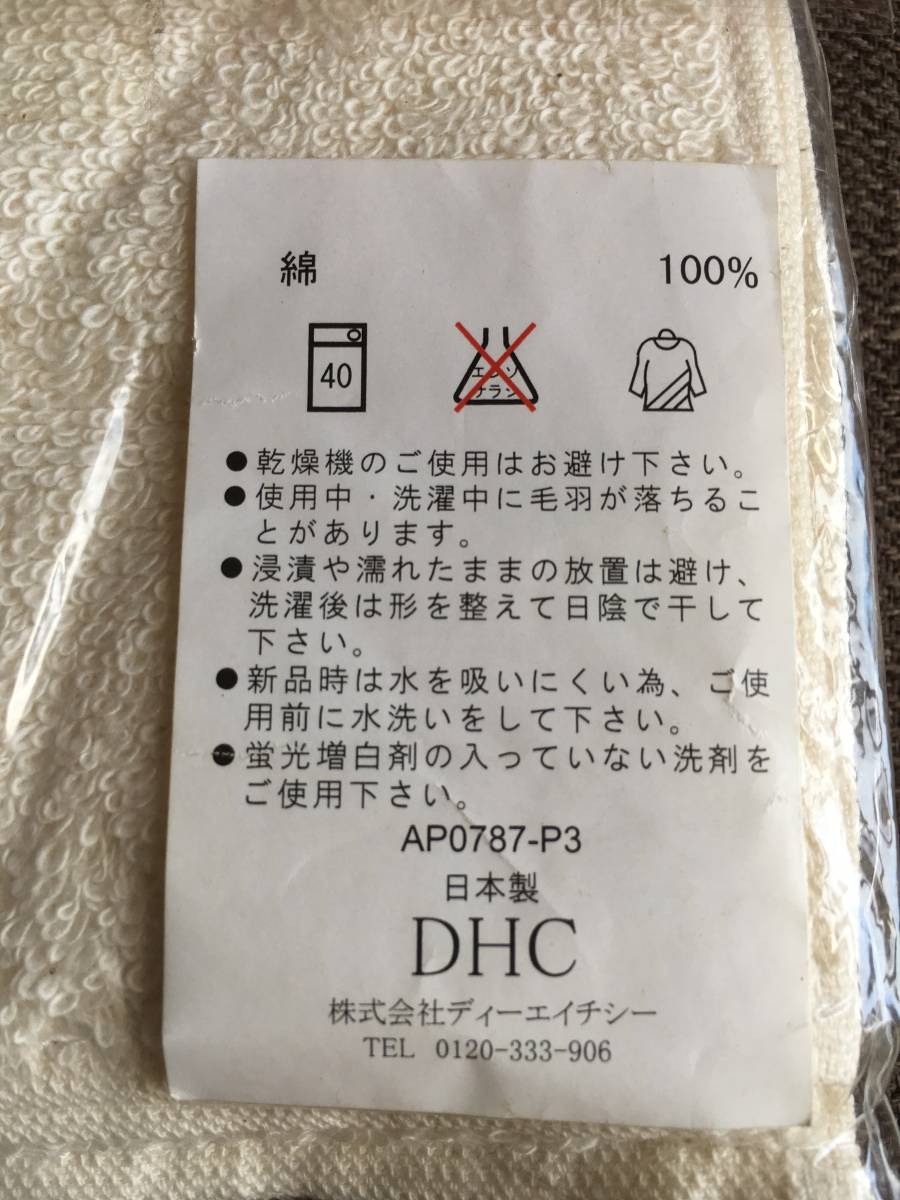 綿 100%
40
エンソ
サラシ
●乾燥機のご使用はお避け下さい。
●使用中・洗濯中に毛羽が落ちるこ
とがあります。
●浸漬や濡れたままの放置は避け、
洗濯後は形を整えて日陰で干して
下さい。
●新品時は水を吸いにくい為、ご使
用前に水洗いをして下さい。
●蛍光増白剤の入っていない洗剤を
ご使用下さい。
AP0787-P3
日本製
DHC
株式会社ディーエイチシー
TEL 0120-333-906